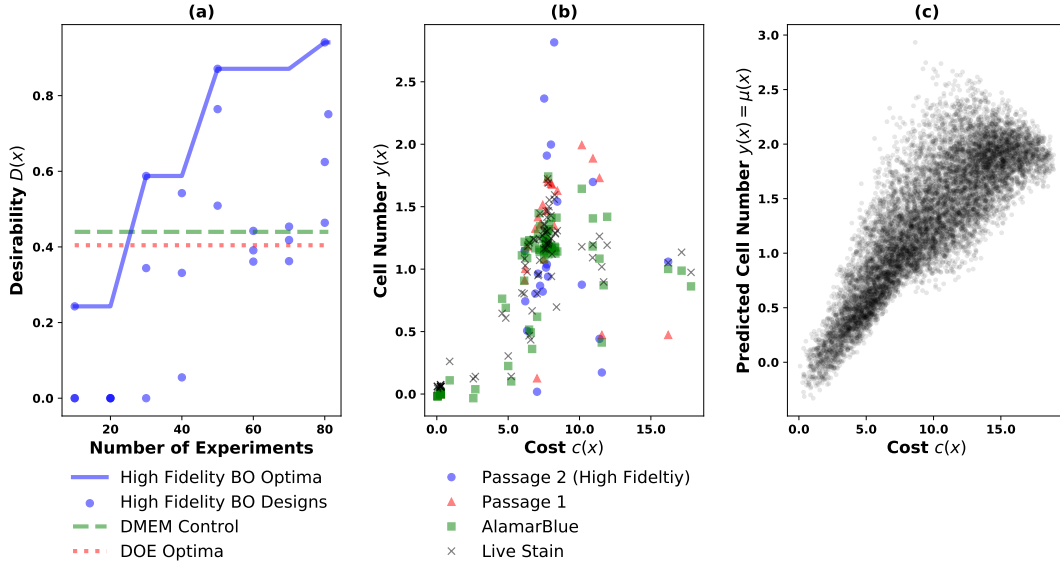 (a)
Desirability D(x)
0.8
0.6
0.4
0.2
0.0
20
40
60
80
Number of Experiments
High Fidelity BO Optima
High Fidelity BO Designs
DMEM Control
DOE Optima
(b)
Cell Number y(x)
2.5
2.0
1.5
1.0
0.5
0.0
0.0
5.0
10.0
15.0
Cost c(x)
Passage 2 (High Fideltiy)
Passage 1
AlamarBlue
Live Stain
(c)
Predicted Cell Number y(x) = μ(x)
3.0
2.5
2.0
1.5
1.0
0.5
0.0
0.0
5.0
10.0
15.0
Cost c(x)